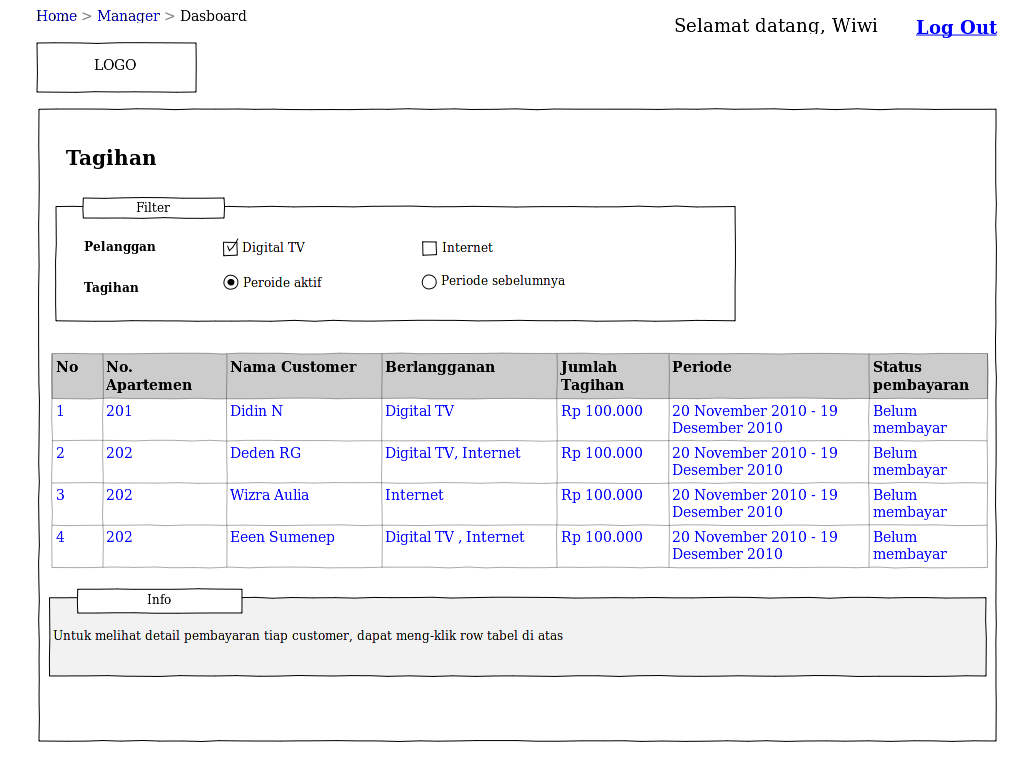 Home > Manager > Dasboard
Selamat datang, Wiwi
Log Out
LOGO
Tagihan
Filter
Pelanggan Digital TV Internet
Tagihan Peroide aktif Periode sebelumnya
No No. Apartemen Nama Customer Berlangganan Jumlah Tagihan Periode Status pembayaran
1 201 Didin N Digital TV Rp 100.000 20 November 2010 - 19 Desember 2010 Belum membayar
2 202 Deden RG Digital TV, Internet Rp 100.000 20 November 2010 - 19 Desember 2010 Belum membayar
3 202 Wizra Aulia Internet Rp 100.000 20 November 2010 - 19 Desember 2010 Belum membayar
4 202 Eeen Sumenep Digital TV , Internet Rp 100.000 20 November 2010 - 19 Desember 2010 Belum membayar
Info
Untuk melihat detail pembayaran tiap customer, dapat meng-klik row tabel di atas